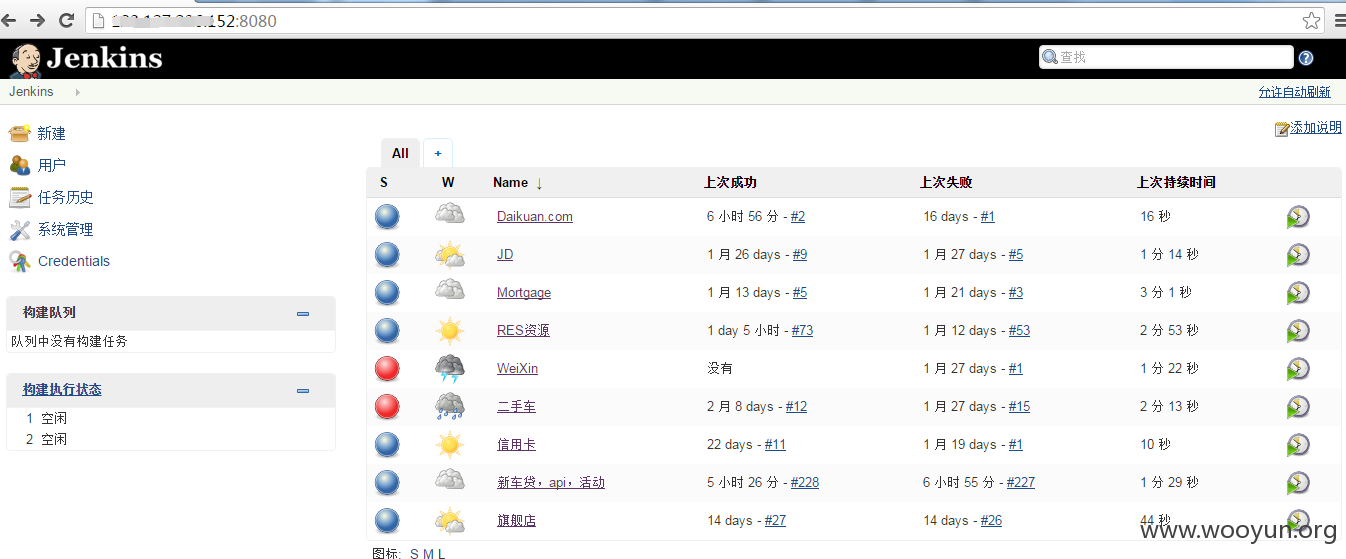 152:8080
Jenkins
查找
Jenkins
允许自动刷新
添加说明
新建
用户
任务历史
系统管理
Credentials
构建队列
队列中没有构建任务
构建执行状态
1 空闲
2 空闲
All +
S W Name ↓ 上次成功 上次失败 上次持续时间
Daikuan.com 6 小时 56 分 - #2 16 days - #1 16 秒
JD 1 月 26 days - #9 1 月 27 days - #5 1 分 14 秒
Mortgage 1 月 13 days - #5 1 月 21 days - #3 3 分 1 秒
RES资源 1 day 5 小时 - #73 1 月 12 days - #53 2 分 53 秒
WeiXin 没有 1 月 27 days - #1 1 分 22 秒
二手车 2 月 8 days - #12 1 月 27 days - #15 2 分 13 秒
信用卡 22 days - #11 1 月 19 days - #1 10 秒
新车贷，api，活动 5 小时 26 分 - #228 6 小时 55 分 - #227 1 分 29 秒
旗舰店 14 days - #27 14 days - #26 44 秒
www.wooyun.org
图标: S M L